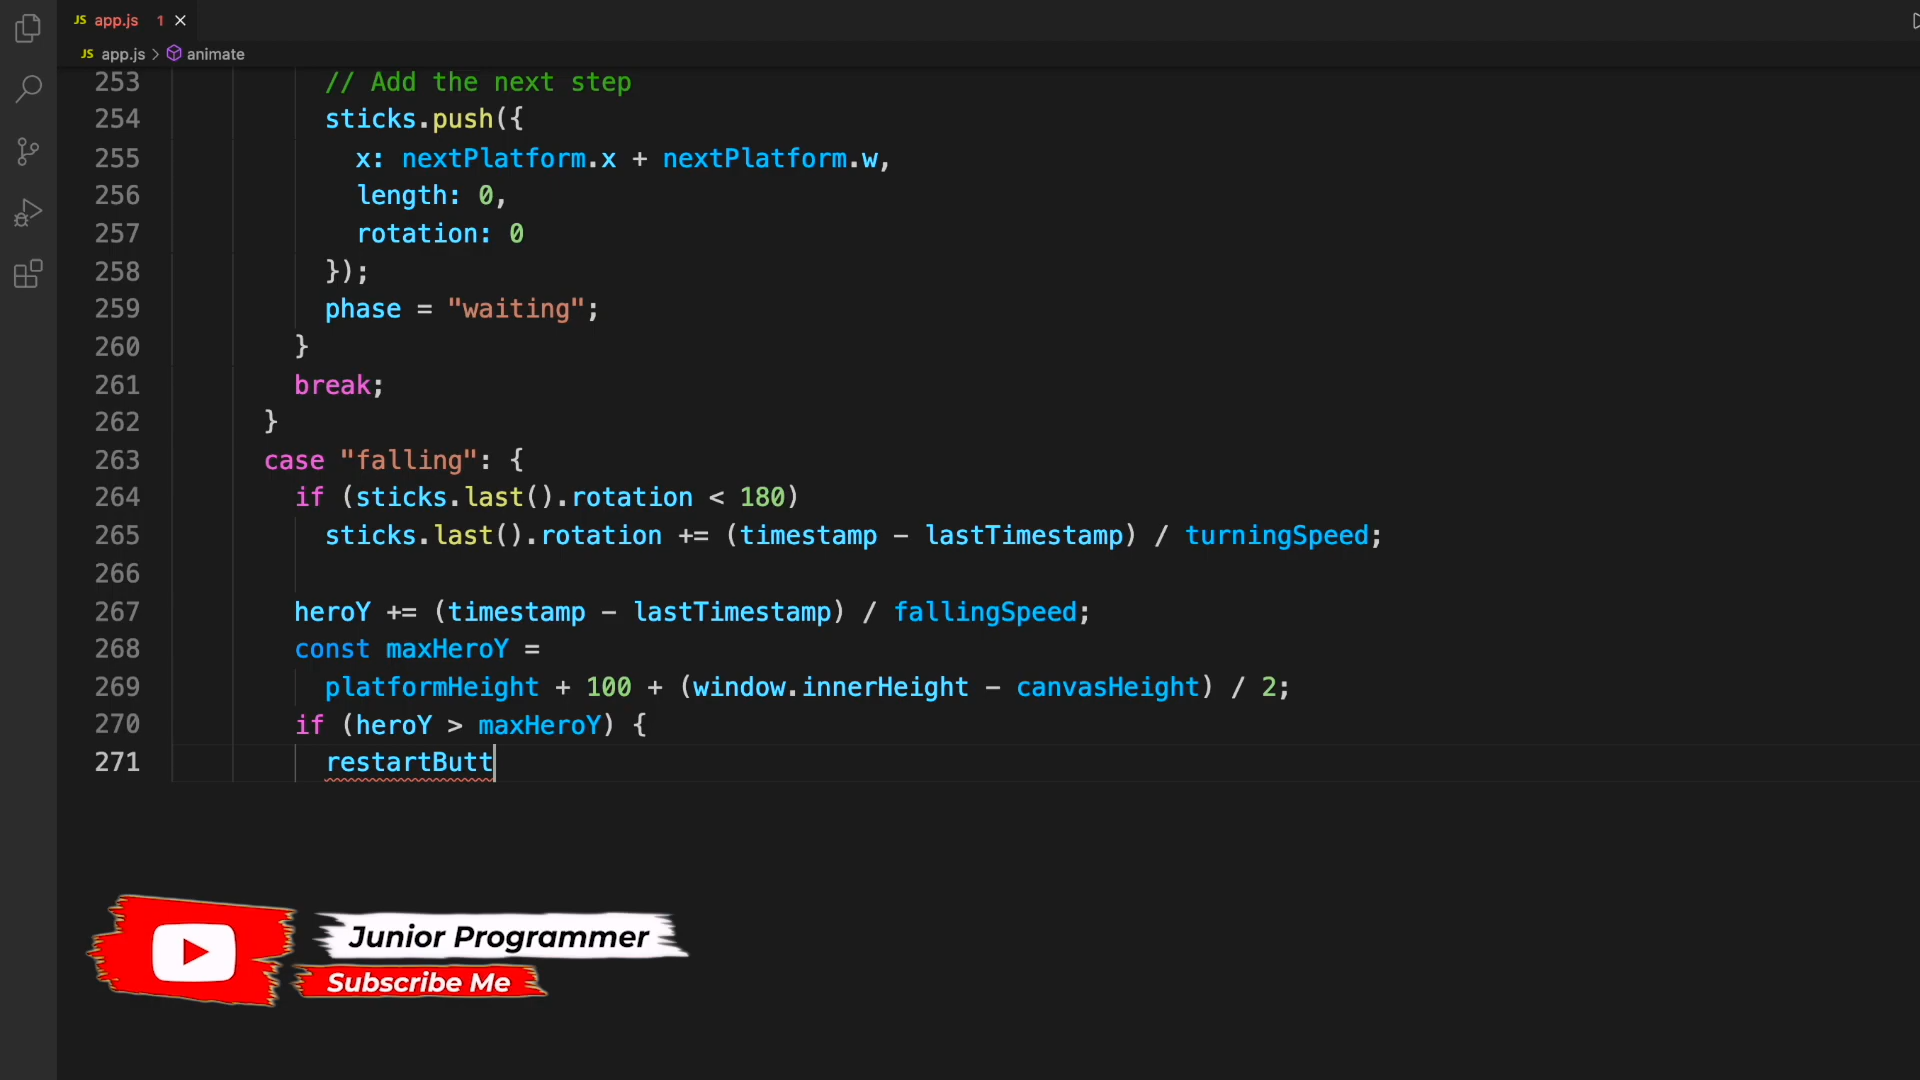 JS app.js 1 ×
JS app.js > animate
253 // Add the next step
254 sticks.push({
255 x: nextPlatform.x + nextPlatform.w,
256 length: 0,
257 rotation: 0
258 });
259 phase = "waiting";
260 }
261 break;
262 }
263 case "falling": {
264 if (sticks.last().rotation < 180)
265 sticks.last().rotation += (timestamp - lastTimestamp) / turningSpeed;
266
267 heroY += (timestamp - lastTimestamp) / fallingSpeed;
268 const maxHeroY =
269 platformHeight + 100 + (window.innerHeight - canvasHeight) / 2;
270 if (heroY > maxHeroY) {
271 restartButt
Junior Programmer
Subscribe Me